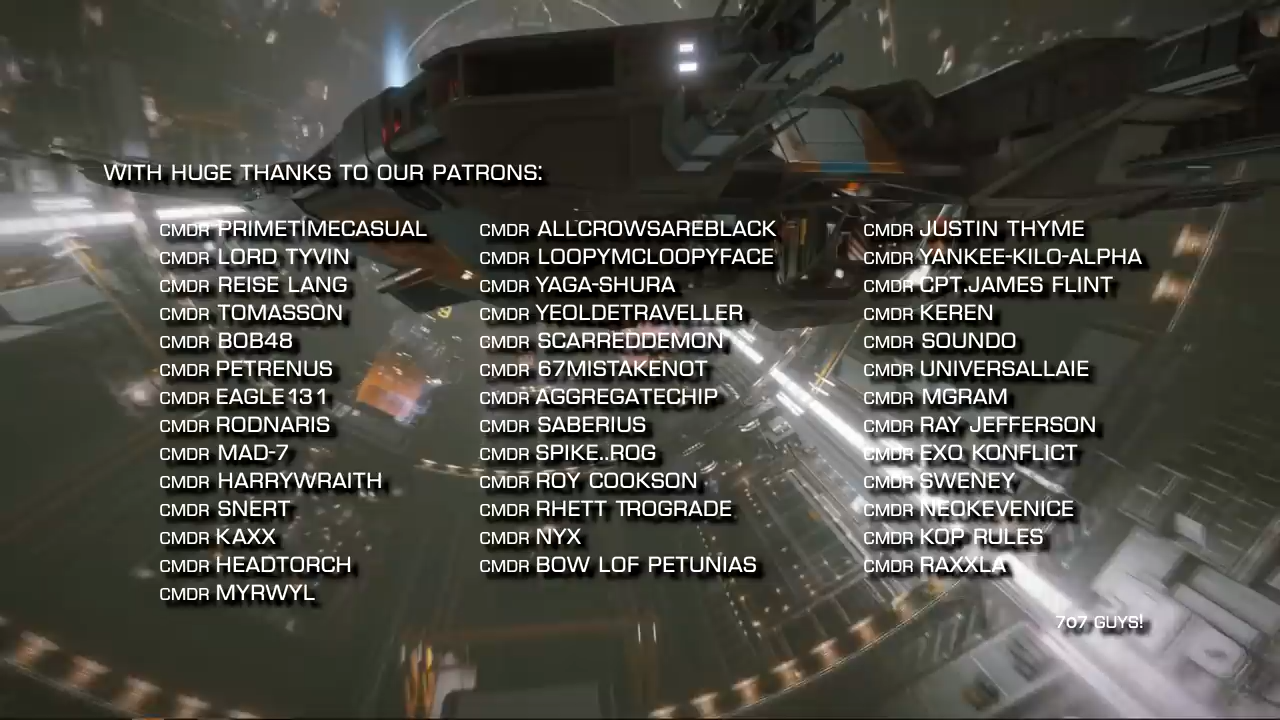 WITH HUGE THANKS TO OUR PATRONS:
CMDR PRIMETIMECASUAL
CMDR LORD TYVIN
CMDR REISE LANG
CMDR TOMASSON
CMDR BOB48
CMDR PETRENUS
CMDR EAGLE131
CMDR RODNARIS
CMDR MAD-7
CMDR HARRYWRAITH
CMDR SNERT
CMDR KAXX
CMDR HEADTORCH
CMDR MYRWYL
CMDR ALLCROWSAREBLACK
CMDR LOOPYMCLOOPYFACE
CMDR YAGA-SHURA
CMDR YEOLDETRAVELLER
CMDR SCARREDDEMON
CMDR 67MISTAKENOT
CMDR AGGREGATECHIP
CMDR SABERIUS
CMDR SPIKE..ROG
CMDR ROY COOKSON
CMDR RHETT TROGRADE
CMDR NYX
CMDR BOW LOF PETUNIAS
CMDR JUSTIN THYME
CMDR YANKEE-KILO-ALPHA
CMDR CPT.JAMES FLINT
CMDR KEREN
CMDR SOUNDO
CMDR UNIVERSALLAIE
CMDR MGRAM
CMDR RAY JEFFERSON
CMDR EXO KONFLICT
CMDR SWENEY
CMDR NEOKEVENICE
CMDR KOP RULES
CMDR RAXXLA
7o7 GUYS!